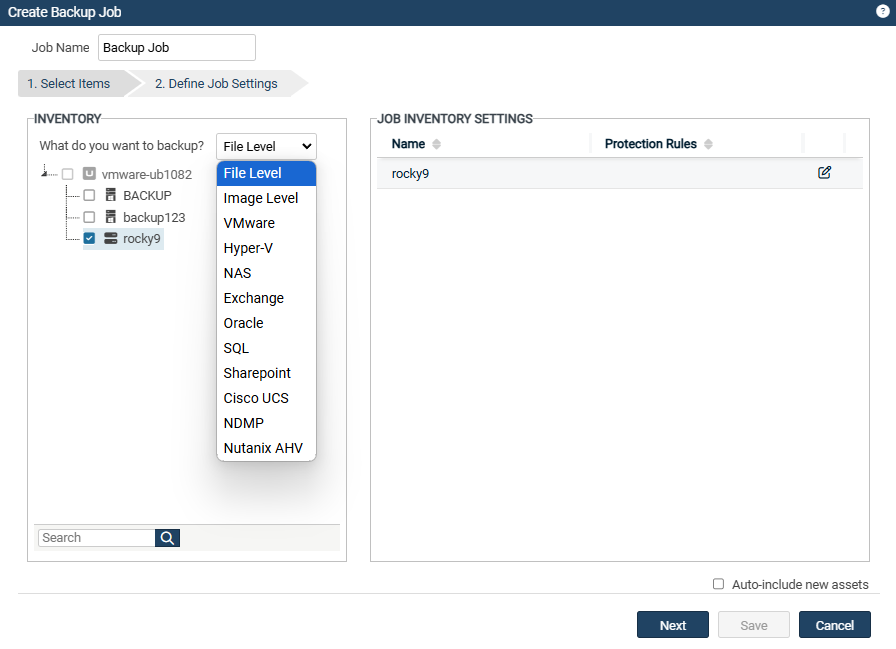 Create Backup Job
?
Job Name Backup Job
1. Select Items 2. Define Job Settings
INVENTORY
What do you want to backup? File Level
vmware-ub1082
BACKUP
backup123
rocky9
File Level
Image Level
VMware
Hyper-V
NAS
Exchange
Oracle
SQL
Sharepoint
Cisco UCS
NDMP
Nutanix AHV
Search
JOB INVENTORY SETTINGS
Name Protection Rules
rocky9
Auto-include new assets
Next Save Cancel